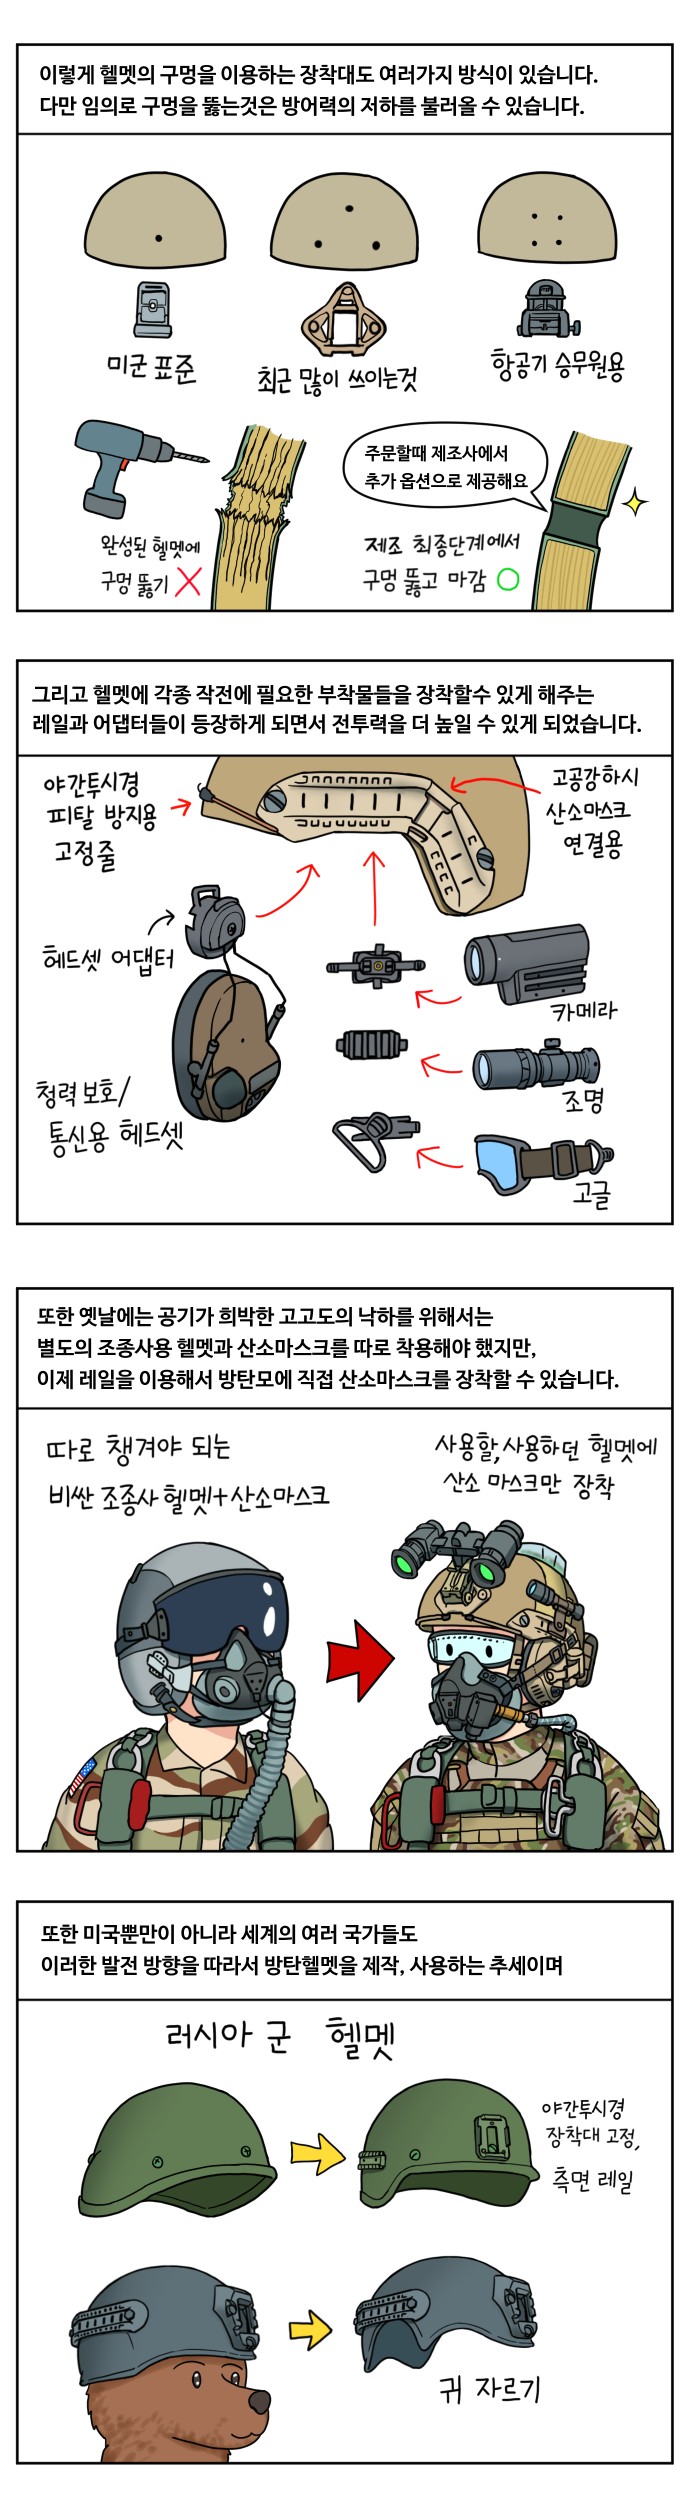 이렇게 헬멧의 구멍을 이용하는 장착대도 여러가지 방식이 있습니다.
다만 임의로 구멍을 뚫는것은 방어력의 저하를 불러올 수 있습니다.
미군 표준
최근 많이 쓰이는것
항공기 승무원용
완성된 헬멧에
구멍 뚫기
주문할때 제조사에서
추가 옵션으로 제공해요
제조 최종단계에서
구멍 뚫고 마감
그리고 헬멧에 각종 작전에 필요한 부착물들을 장착할수 있게 해주는
레일과 어댑터들이 등장하게 되면서 전투력을 더 높일 수 있게 되었습니다.
야간투시경
피탈 방지용
고정줄
고공강하시
산소마스크
연결용
헤드셋 어댑터
카메라
조명
청력 보호/
통신용 헤드셋
고글
또한 옛날에는 공기가 희박한 고고도의 낙하를 위해서는
별도의 조종사용 헬멧과 산소마스크를 따로 착용해야 했지만,
이제 레일을 이용해서 방탄모에 직접 산소마스크를 장착할 수 있습니다.
따로 챙겨야 되는
비싼 조종사 헬멧+산소마스크
사용할,사용하던 헬멧에
산소 마스크만 장착
또한 미국뿐만이 아니라 세계의 여러 국가들도
이러한 발전 방향을 따라서 방탄헬멧을 제작, 사용하는 추세이며
러시아 군 헬멧
야간투시경
장착대 고정,
측면 레일
귀 자르기